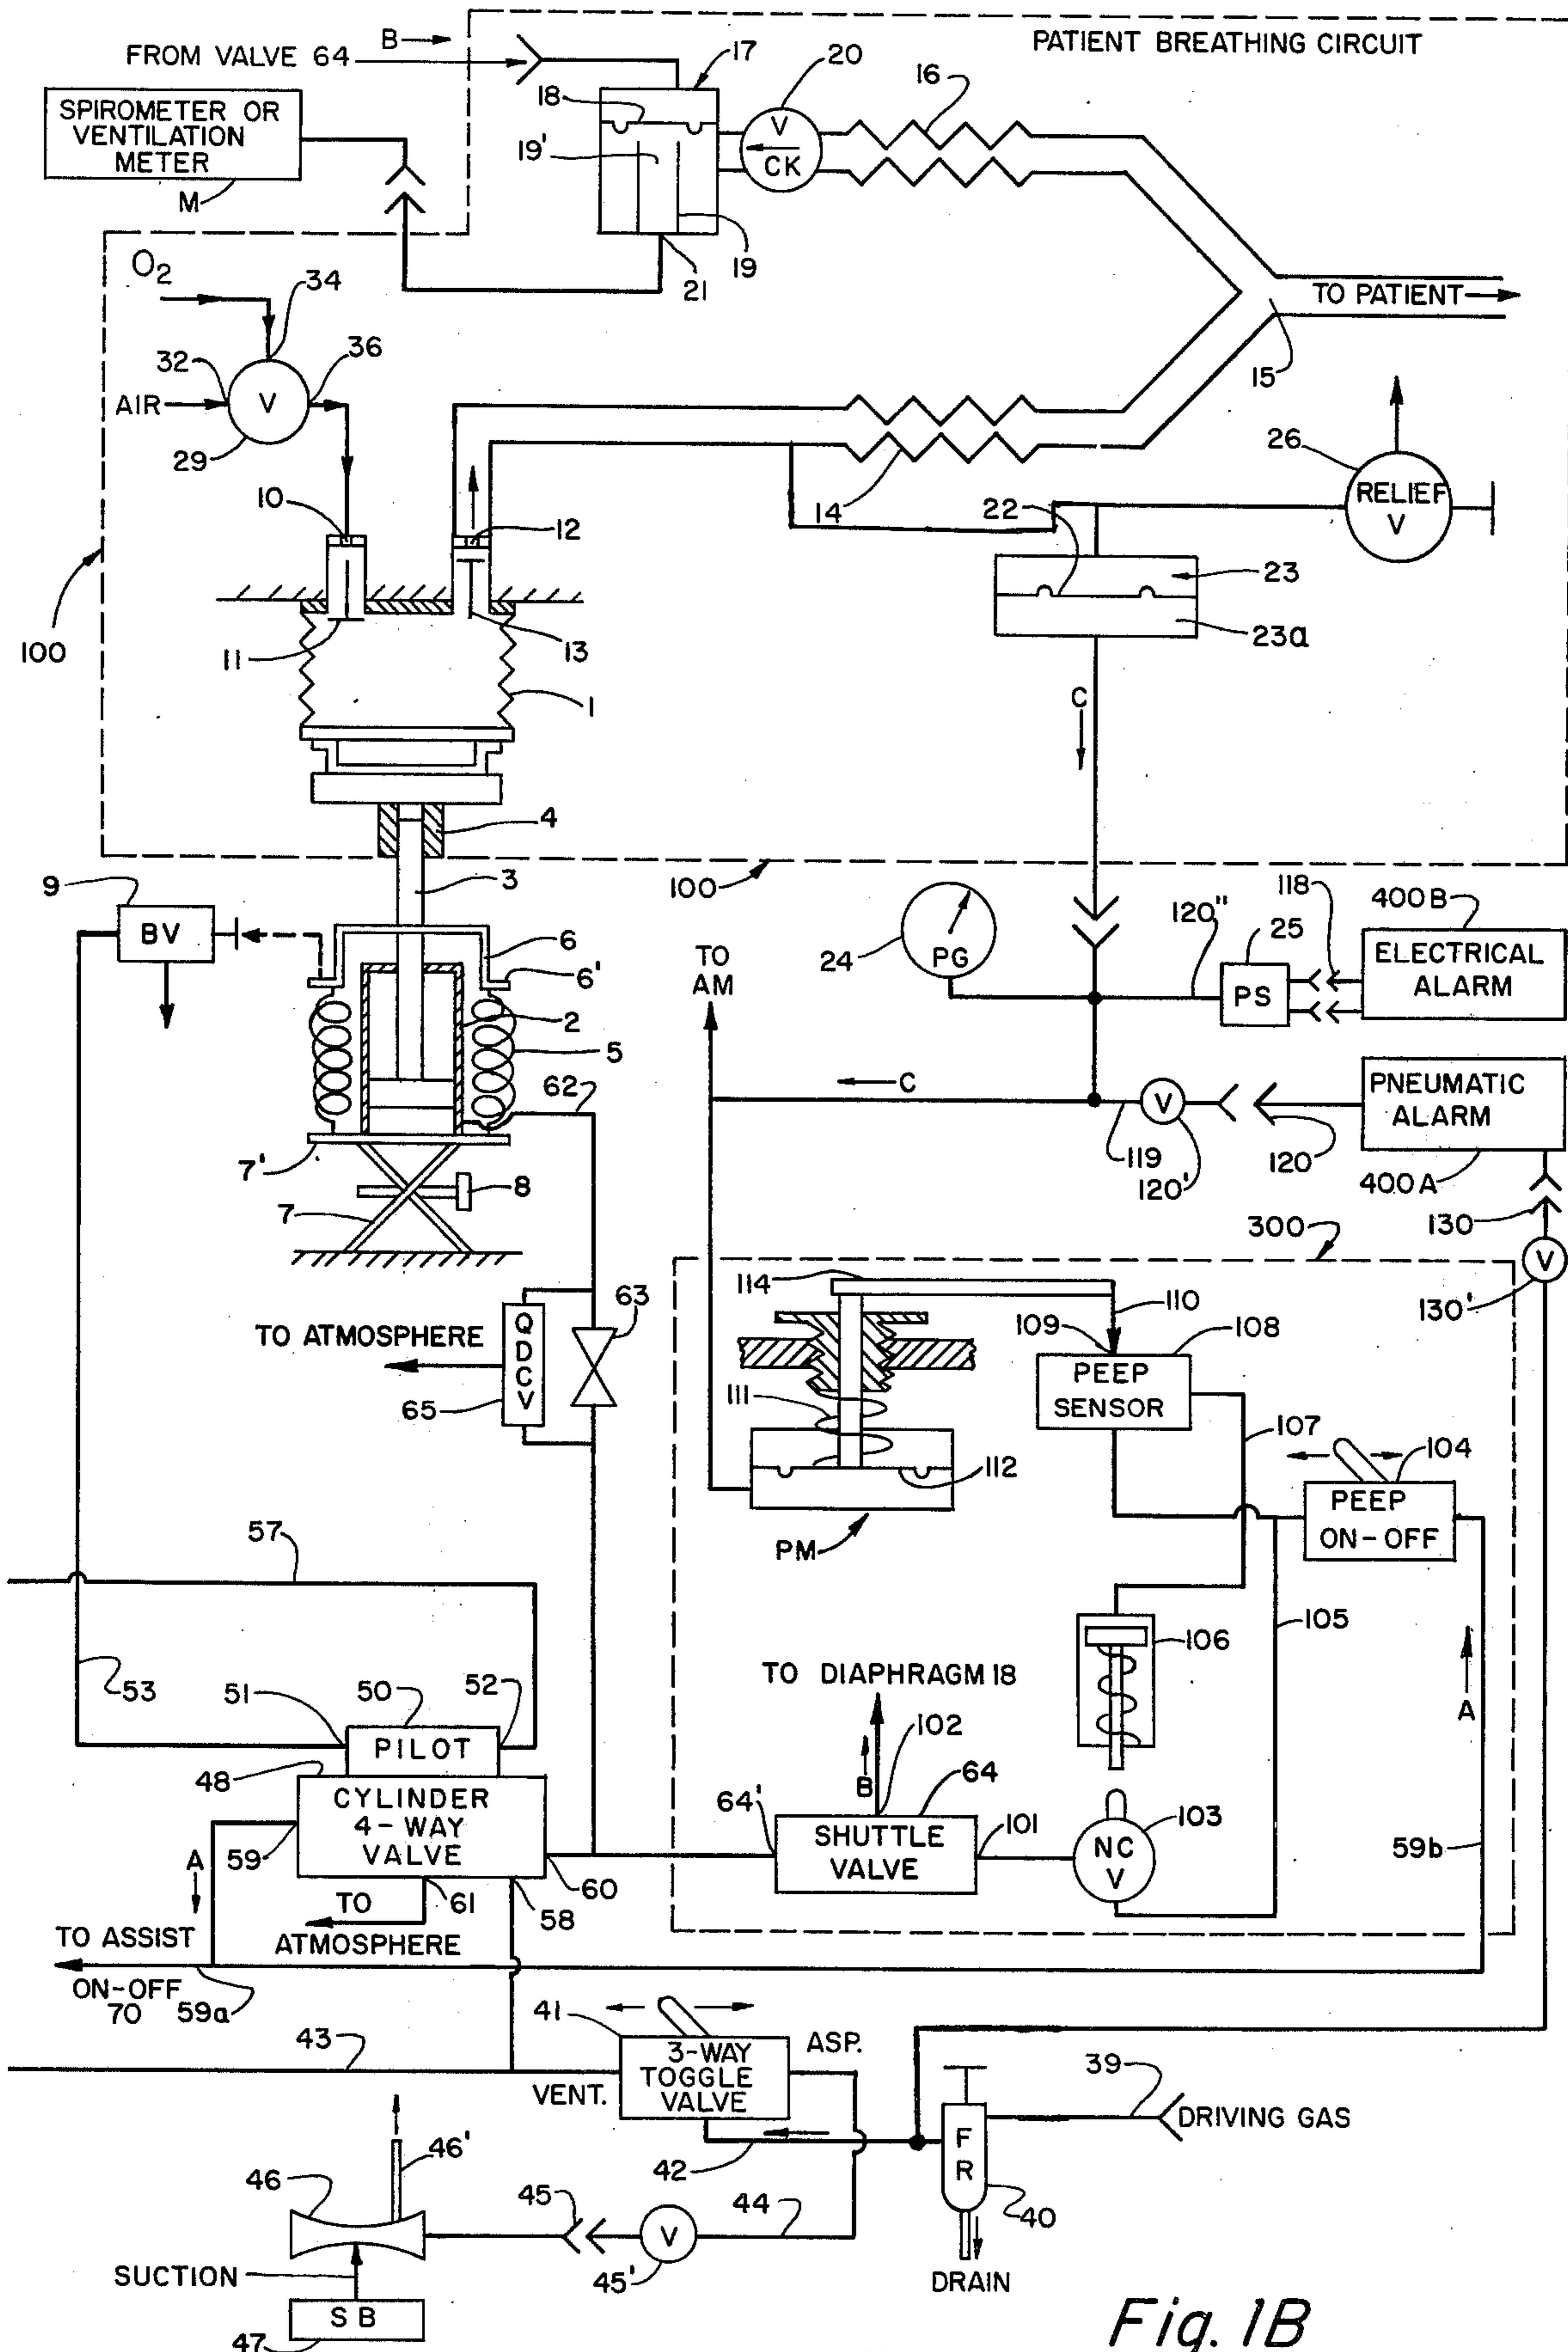 B
PATIENT BREATHING CIRCUIT
FROM VALVE 64
17
20
16
SPIROMETER OR
VENTILATION
METER
M
18
V
CK
19'
19
21
O2
34
TO PATIENT
15
32
36
AIR
V
29
26
RELIEF
V
10
12
14
22
23
23a
100
11
13
1
C
4
100
3
9
BV
6
6'
2
5
62
24
PG
TO
AM
120"
118
25
PS
400B
ELECTRICAL
ALARM
C
PNEUMATIC
ALARM
V
119
120'
120
400A
7'
8
7
300
130
V
130'
114
110
63
TO ATMOSPHERE
Q
D
C
V
65
109
108
PEEP
SENSOR
111
107
112
104
PEEP
ON-OFF
PM
57
106
105
TO DIAPHRAGM 18
53
51
50
52
A
102
PILOT
B
48
64
CYLINDER
4-WAY
VALVE
64'
SHUTTLE
VALVE
101
103
NC
V
59b
A
59
60
61
58
TO
ATMOSPHERE
TO ASSIST
ON-OFF
70
59a
43
41
ASP.
3-WAY
TOGGLE
VALVE
39
VENT.
DRIVING GAS
F
R
46'
42
46
45
44
40
V
45'
SUCTION
DRAIN
SB
47
Fig. 1B